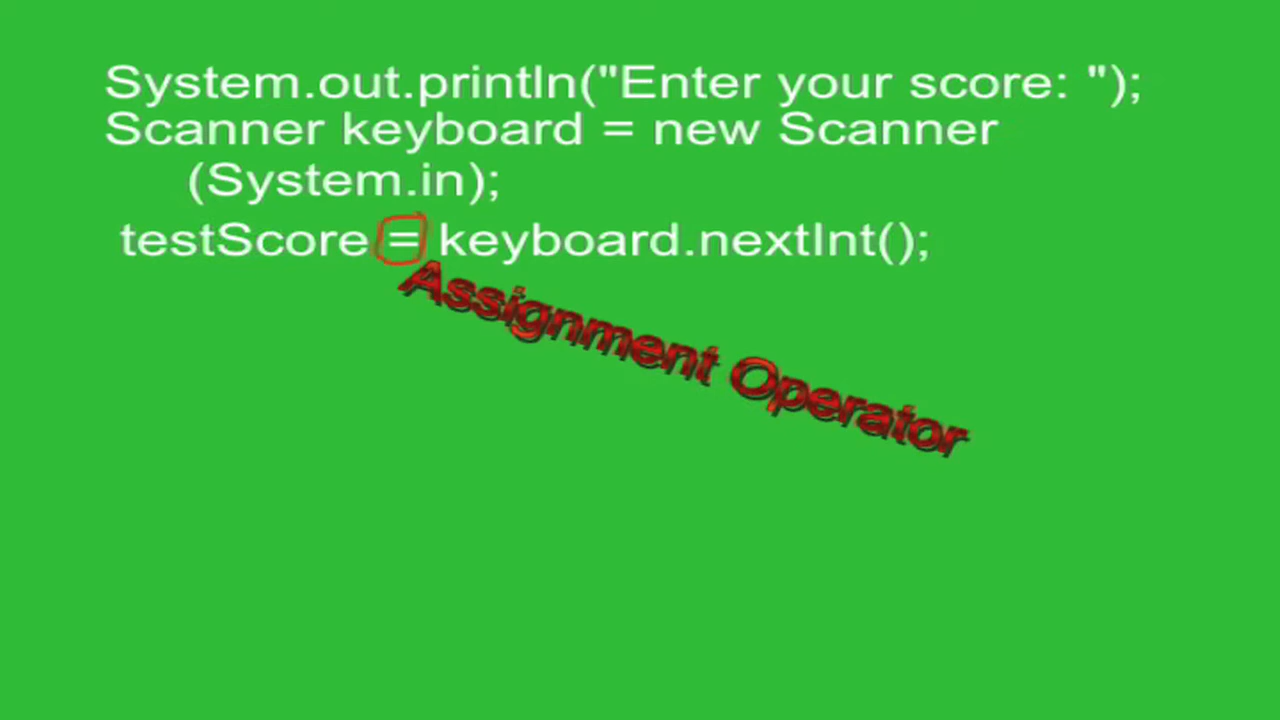 System.out.println("Enter your score: ");
Scanner keyboard = new Scanner
(System.in);
testScore = keyboard.nextInt();
Assignment Operator